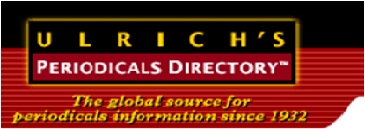 ULRICH'S
PERIODICALS DIRECTORY™
The global source for
periodicals information since 1932